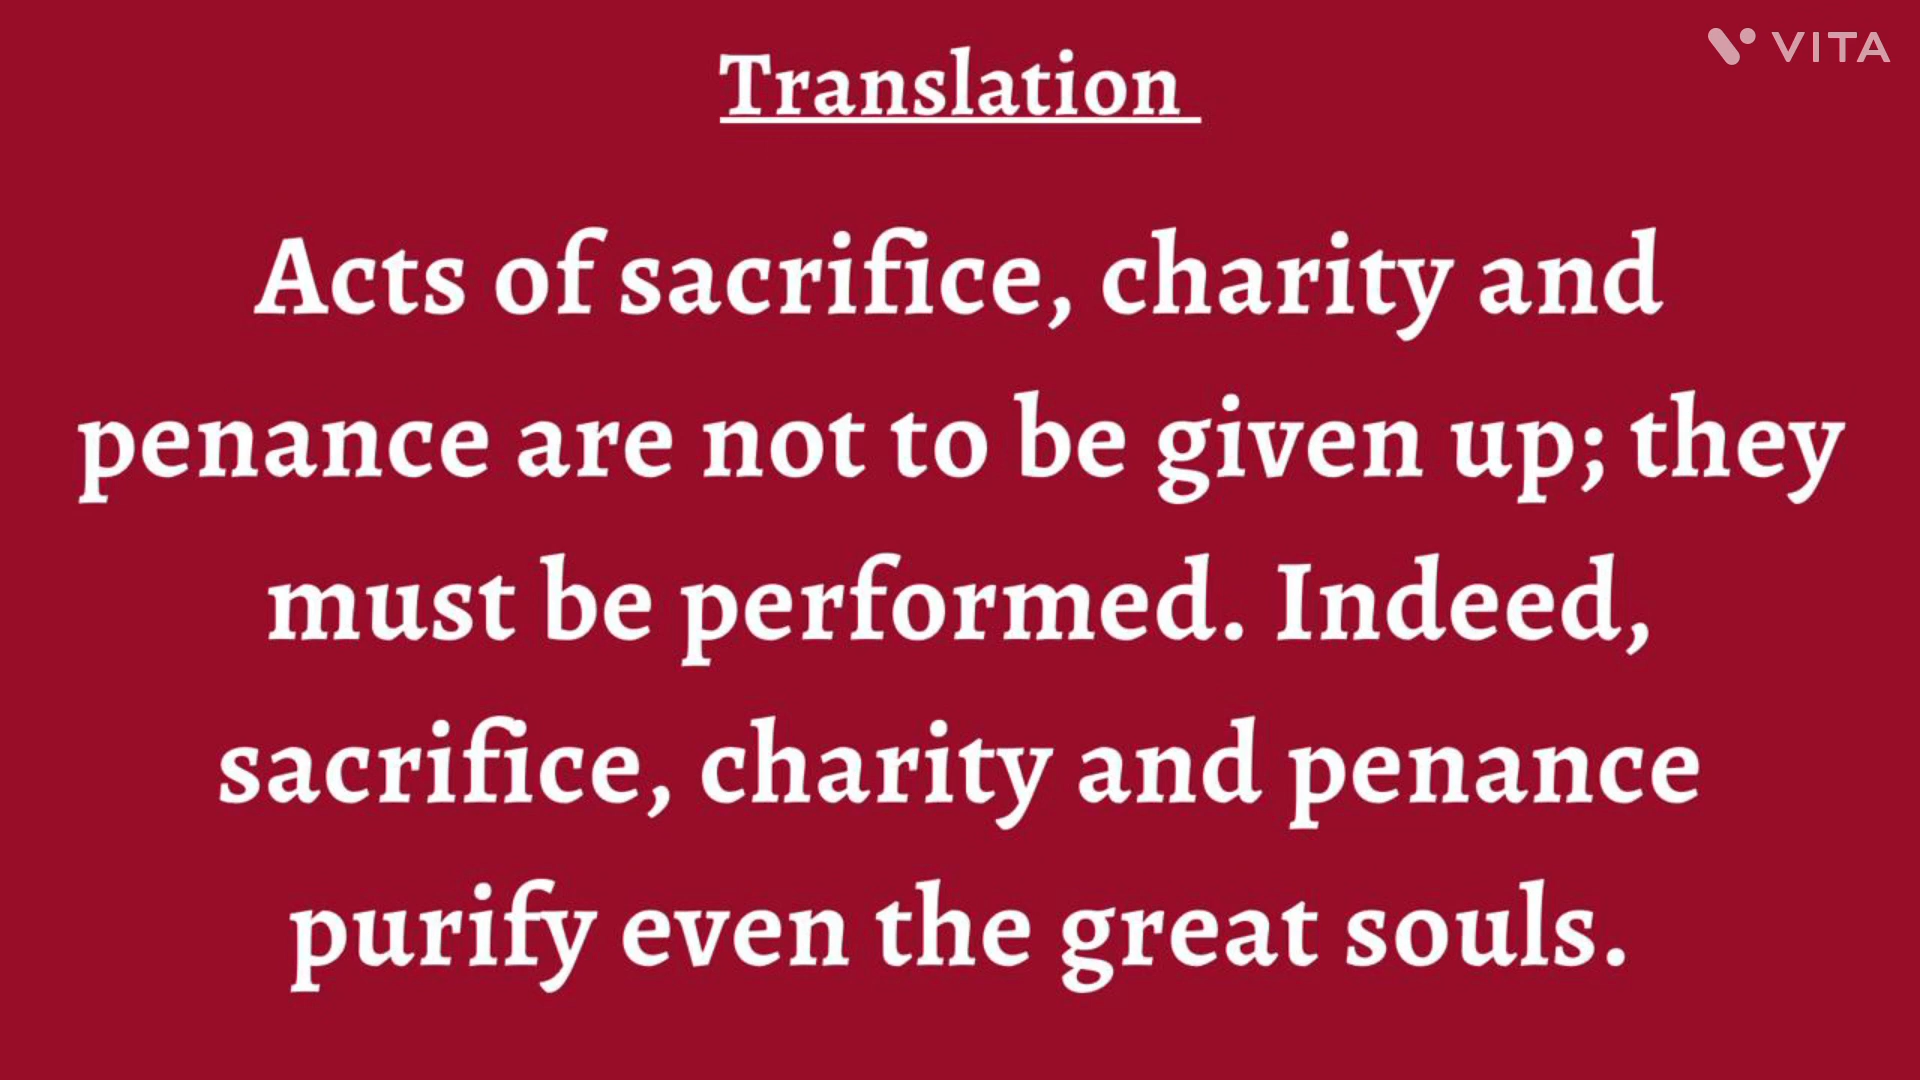 VITA
Translation
Acts of sacrifice, charity and
penance are not to be given up; they
must be performed. Indeed,
sacrifice, charity and penance
purify even the great souls.